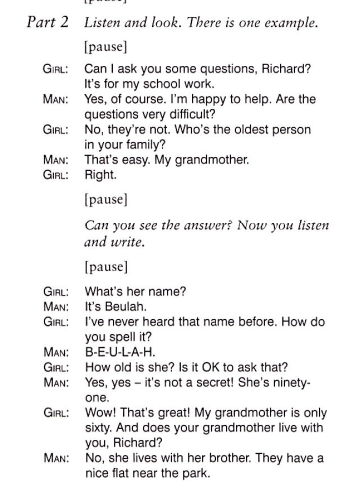 Part 2 Listen and look. There is one example.
[pause]
GIRL: Can I ask you some questions, Richard?
It's for my school work.
MAN: Yes, of course. I'm happy to help. Are the
questions very difficult?
GIRL: No, they're not. Who's the oldest person
in your family?
MAN: That's easy. My grandmother.
GIRL: Right.
[pause]
Can you see the answer? Now you listen
and write.
[pause]
GIRL: What's her name?
MAN: It's Beulah.
GIRL: I've never heard that name before. How do
you spell it?
MAN: B-E-U-L-A-H.
GIRL: How old is she? Is it OK to ask that?
MAN: Yes, yes – it's not a secret! She's ninety-
one.
GIRL: Wow! That's great! My grandmother is only
sixty. And does your grandmother live with
you, Richard?
MAN: No, she lives with her brother. They have a
nice flat near the park.